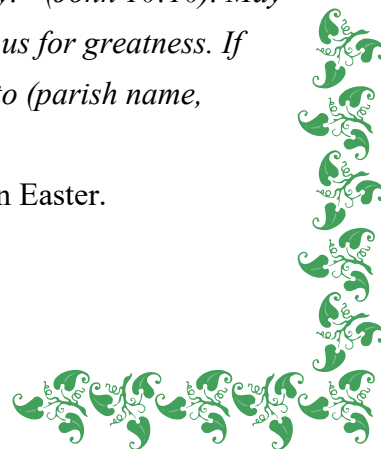 (John 10:10). May
us for greatness. If
to (parish name,
n Easter.